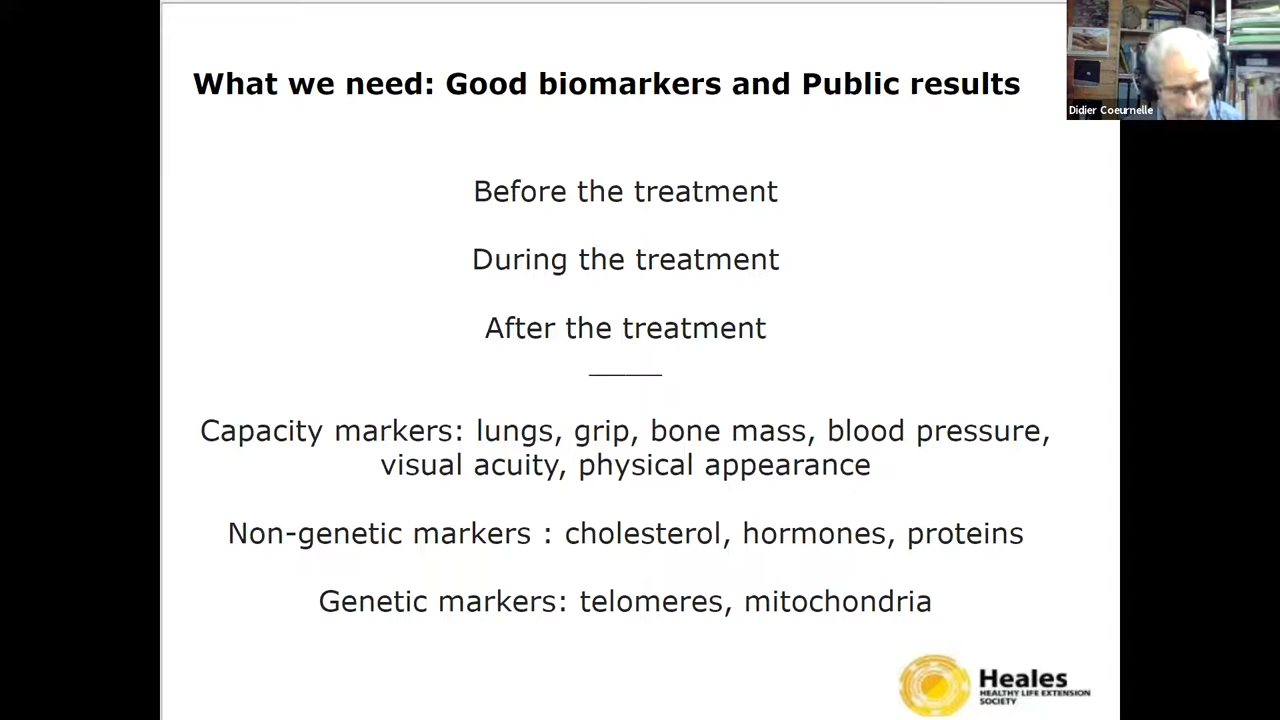 What we need: Good biomarkers and Public results
Didier Coeurnelle
Before the treatment
During the treatment
After the treatment
Capacity markers: lungs, grip, bone mass, blood pressure,
visual acuity, physical appearance
Non-genetic markers : cholesterol, hormones, proteins
Genetic markers: telomeres, mitochondria
Heales
HEALTHY LIFE EXTENSION
SOCIETY